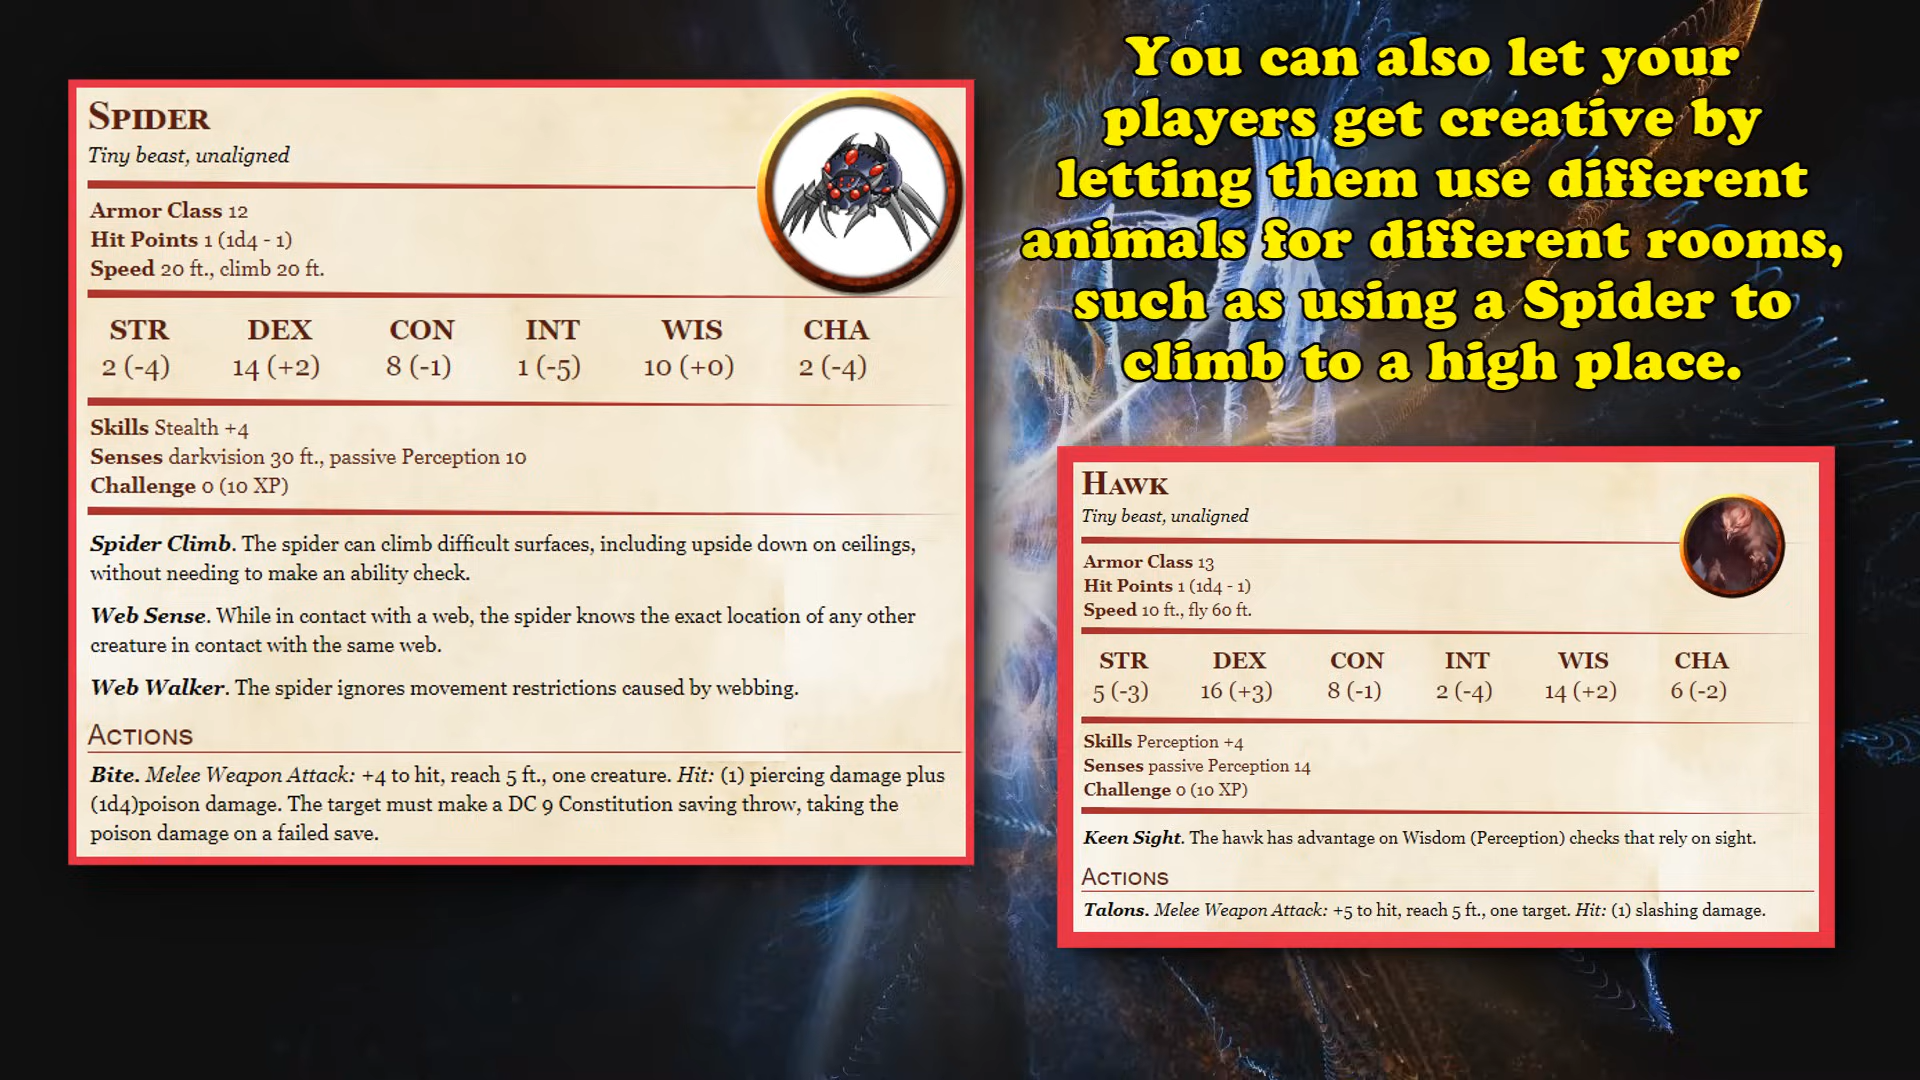 SPIDER
Tiny beast, unaligned
Armor Class 12
Hit Points 1 (1d4 - 1)
Speed 20 ft., climb 20 ft.
STR DEX CON INT WIS CHA
2 (-4) 14 (+2) 8 (-1) 1 (-5) 10 (+0) 2 (-4)
Skills Stealth +4
Senses darkvision 30 ft., passive Perception 10
Challenge 0 (10 XP)
Spider Climb. The spider can climb difficult surfaces, including upside down on ceilings,
without needing to make an ability check.
Web Sense. While in contact with a web, the spider knows the exact location of any other
creature in contact with the same web.
Web Walker. The spider ignores movement restrictions caused by webbing.
ACTIONS
Bite. Melee Weapon Attack: +4 to hit, reach 5 ft., one creature. Hit: (1) piercing damage plus
(1d4)poison damage. The target must make a DC 9 Constitution saving throw, taking the
poison damage on a failed save.
You can also let your
players get creative by
letting them use different
animals for different rooms,
such as using a Spider to
climb to a high place.
HAWK
Tiny beast, unaligned
Armor Class 13
Hit Points 1 (1d4 - 1)
Speed 10 ft., fly 60 ft.
STR DEX CON INT WIS CHA
5 (-3) 16 (+3) 8 (-1) 2 (-4) 14 (+2) 6 (-2)
Skills Perception +4
Senses passive Perception 14
Challenge 0 (10 XP)
Keen Sight. The hawk has advantage on Wisdom (Perception) checks that rely on sight.
ACTIONS
Talons. Melee Weapon Attack: +5 to hit, reach 5 ft., one target. Hit: (1) slashing damage.